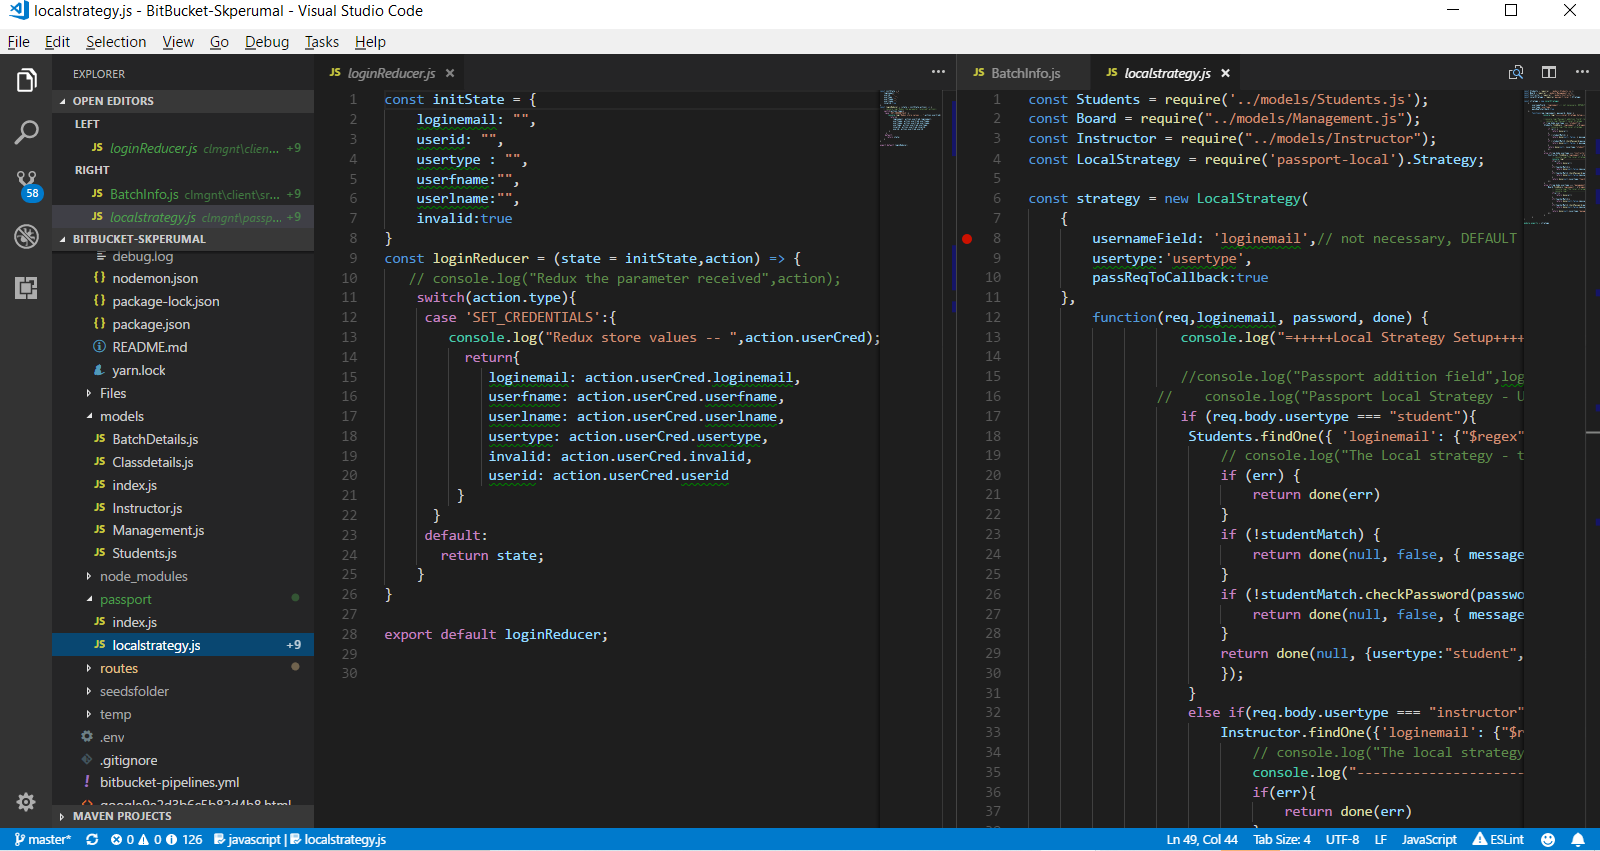 localstrategy.js - BitBucket-Skperumal - Visual Studio Code
File Edit Selection View Go Debug Tasks Help
EXPLORER
OPEN EDITORS
LEFT
JS loginReducer.js clmgnt\clien... +9
RIGHT
JS BatchInfo.js clmgnt\client\sr... +9
JS localstrategy.js clmgnt\passp... +9
BITBUCKET-SKPERUMAL
debug.log
{} nodemon.json
{} package-lock.json
{} package.json
README.md
yarn.lock
Files
models
JS BatchDetails.js
JS Classdetails.js
JS index.js
JS Instructor.js
JS Management.js
JS Students.js
node_modules
passport
JS index.js
JS localstrategy.js +9
routes
seedsfolder
temp
.env
.gitignore
! bitbucket-pipelines.yml
MAVEN PROJECTS
58
JS loginReducer.js
1 const initState = {
2 loginemail: "",
3 userid: "",
4 usertype : "",
5 userfname:"",
6 userlname:"",
7 invalid:true
8 }
9 const loginReducer = (state = initState,action) => {
10 // console.log("Redux the parameter received",action);
11 switch(action.type){
12 case 'SET_CREDENTIALS':{
13 console.log("Redux store values -- ",action.userCred);
14 return{
15 loginemail: action.userCred.loginemail,
16 userfname: action.userCred.userfname,
17 userlname: action.userCred.userlname,
18 usertype: action.userCred.usertype,
19 invalid: action.userCred.invalid,
20 userid: action.userCred.userid
21 }
22 }
23 default:
24 return state;
25 }
26 }
27
28 export default loginReducer;
29
30
JS BatchInfo.js JS localstrategy.js
1 const Students = require('../models/Students.js');
2 const Board = require("../models/Management.js");
3 const Instructor = require("../models/Instructor");
4 const LocalStrategy = require('passport-local').Strategy;
5
6 const strategy = new LocalStrategy(
7 {
8 usernameField: 'loginemail',// not necessary, DEFAULT
9 usertype:'usertype',
10 passReqToCallback:true
11 },
12 function(req,loginemail, password, done) {
13 console.log("=+++++Local Strategy Setup++++
14
15 //console.log("Passport addition field",log
16 // console.log("Passport Local Strategy - U
17 if (req.body.usertype === "student"){
18 Students.findOne({ 'loginemail': {"$regex"
19 // console.log("The Local strategy - t
20 if (err) {
21 return done(err)
22 }
23 if (!studentMatch) {
24 return done(null, false, { message
25 }
26 if (!studentMatch.checkPassword(passwo
27 return done(null, false, { message
28 }
29 return done(null, {usertype:"student",
30 });
31 }
32 else if(req.body.usertype === "instructor"
33 Instructor.findOne({'loginemail': {"$r
34 // console.log("The local strategy
35 console.log("---------------------
36 if(err){
37 return done(err)
master* 0 0 126 javascript | localstrategy.js Ln 49, Col 44 Tab Size: 4 UTF-8 LF JavaScript ESLint